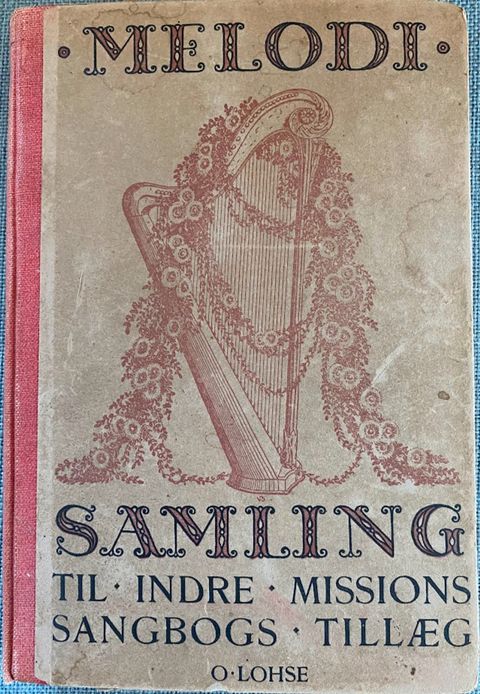 · MELODI ·
SAMLING
TIL · INDRE · MISSIONS
SANGBOGS · TILLÆG
O · LOHSE